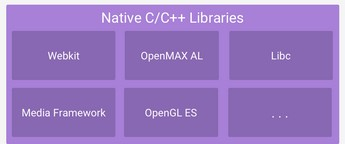 Native C/C++ Libraries
Webkit
OpenMAX AL
Libc
Media Framework
OpenGL ES
. . .